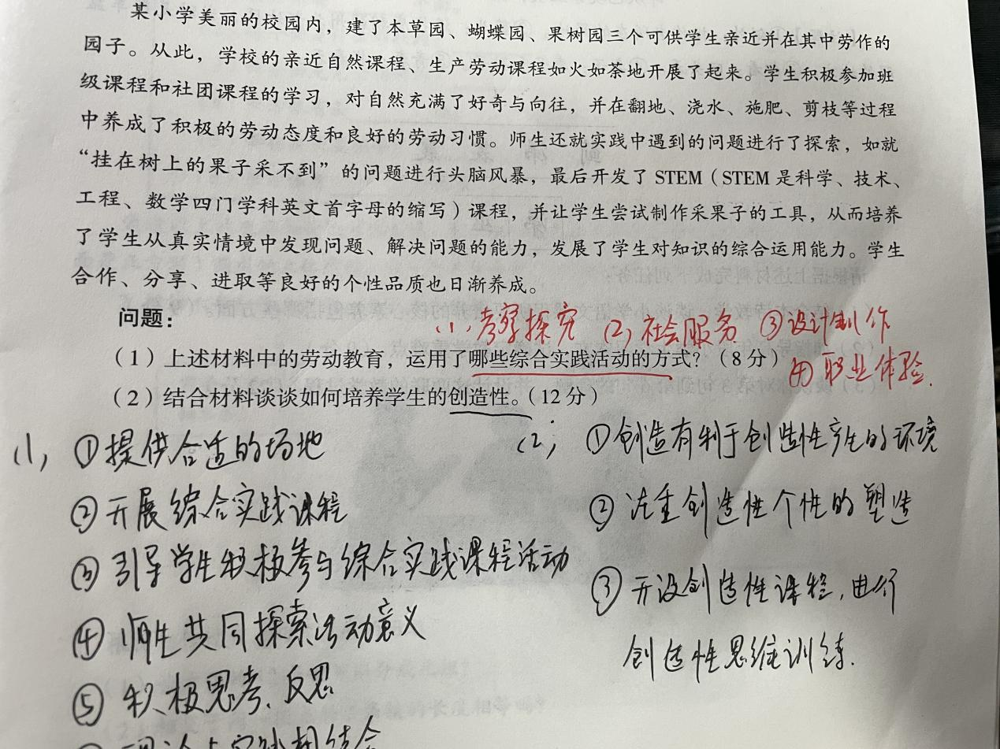 某小学美丽的校园内，建了本草园、蝴蝶园、果树园三个可供学生亲近并在其中劳作的
园子。从此，学校的亲近自然课程、生产劳动课程如火如荼地开展了起来。学生积极参加班
级课程和社团课程的学习，对自然充满了好奇与向往，并在翻地、浇水、施肥、剪枝等过程
中养成了积极的劳动态度和良好的劳动习惯。师生还就实践中遇到的问题进行了探索，如就
“挂在树上的果子采不到”的问题进行头脑风暴，最后开发了 STEM（STEM 是科学、技术、
工程、数学四门学科英文首字母的缩写）课程，并让学生尝试制作采果子的工具，从而培养
了学生从真实情境中发现问题、解决问题的能力，发展了学生对知识的综合运用能力。学生
合作、分享、进取等良好的个性品质也日渐养成。
问题：
(1) 考察探究 (2) 社会服务 ③设计制作
④ 职业体验.
（1）上述材料中的劳动教育，运用了哪些综合实践活动的方式？（8分）
（2）结合材料谈谈如何培养学生的创造性。（12分）
(1) ①提供合适的场地
②开展综合实践课程
③引导学生积极参与综合实践课程活动
④师生共同探索活动意义
⑤积极思考、反思
理论与实践相结合
(2) ①创造有利于创造性产生的环境
② 注重创造性个性的塑造
③ 开设创造性课程，进行
创造性思维训练.